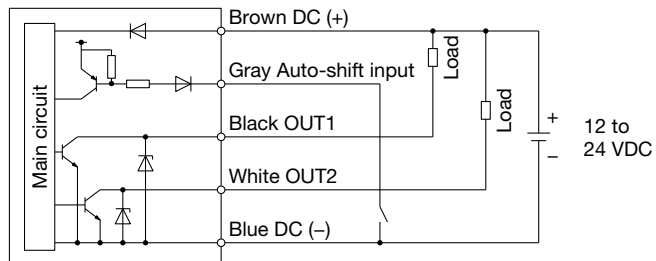 Brown DC (+)
Gray Auto-shift input
Black OUT1
White OUT2
Blue DC (–)
Main circuit
Load
Load
+
–
12 to
24 VDC